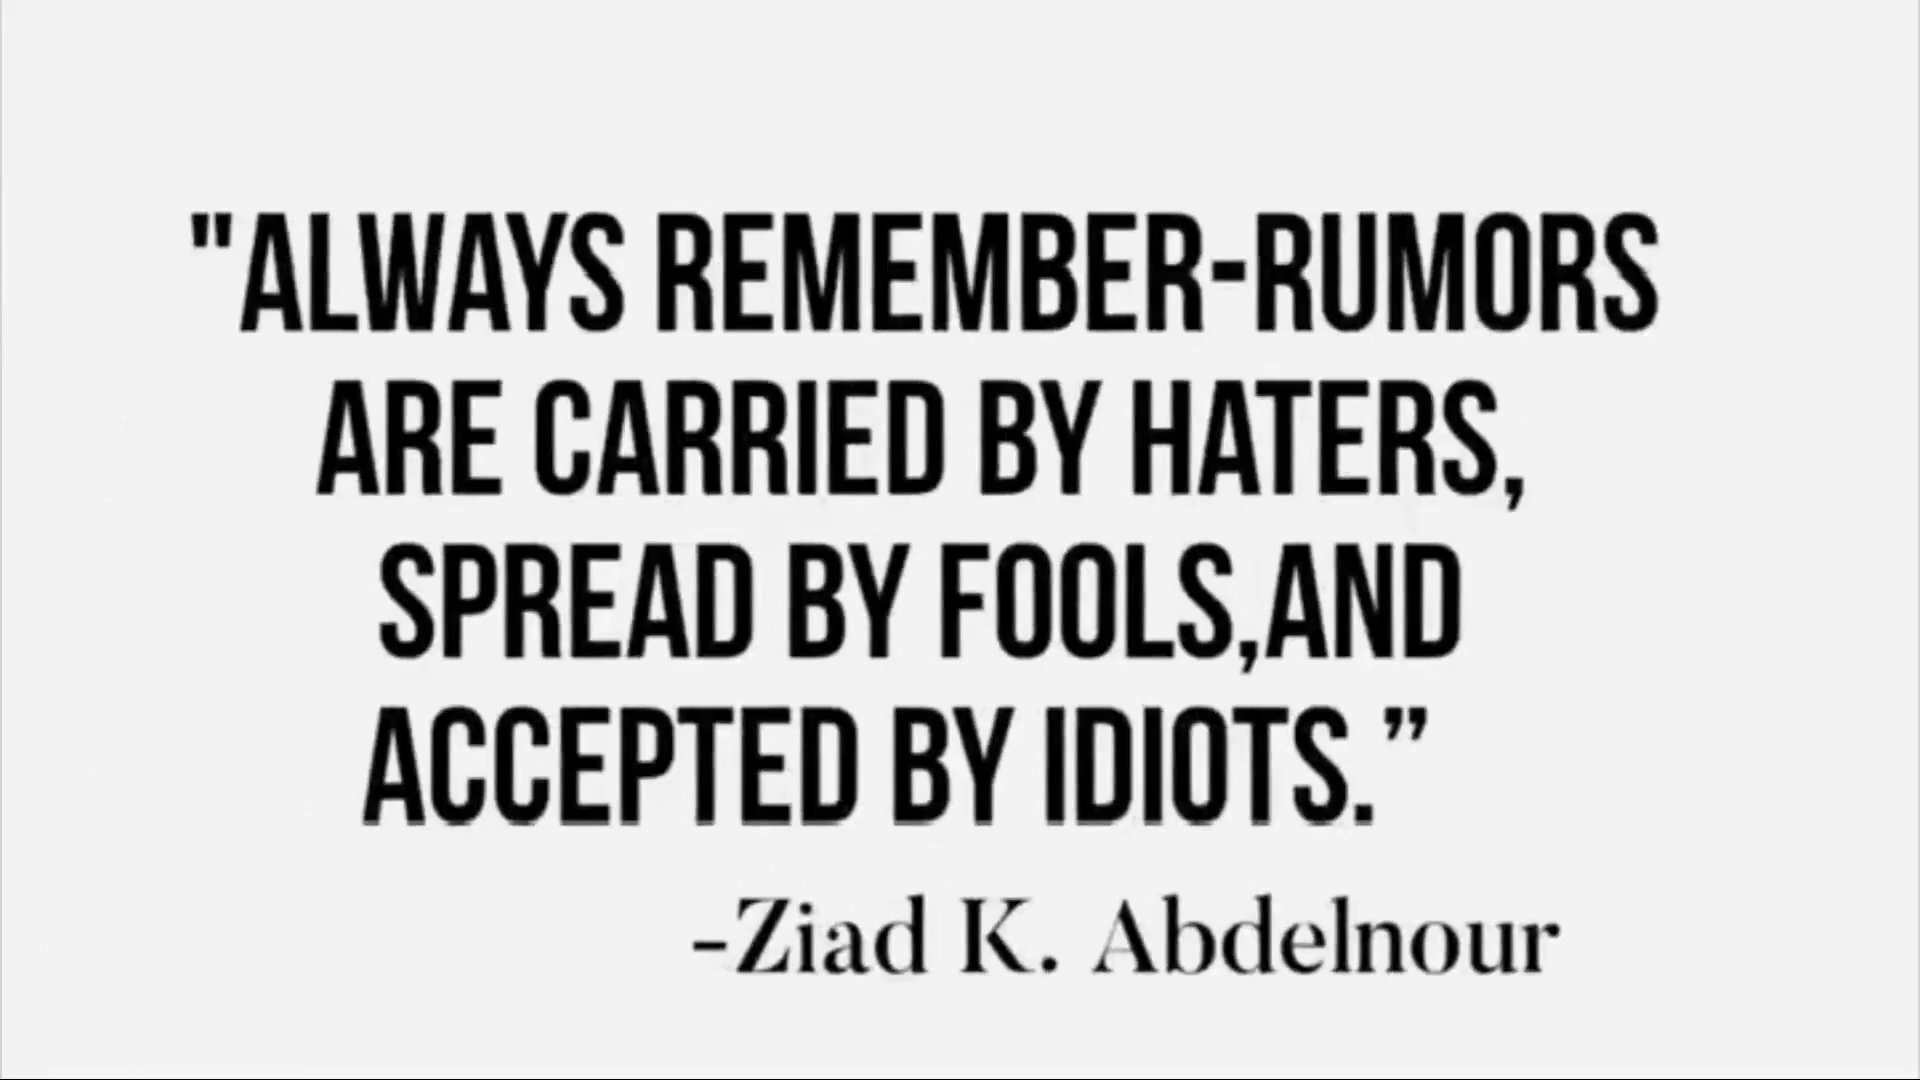 "ALWAYS REMEMBER-RUMORS
ARE CARRIED BY HATERS,
SPREAD BY FOOLS,AND
ACCEPTED BY IDIOTS.”
-Ziad K. Abdelnour